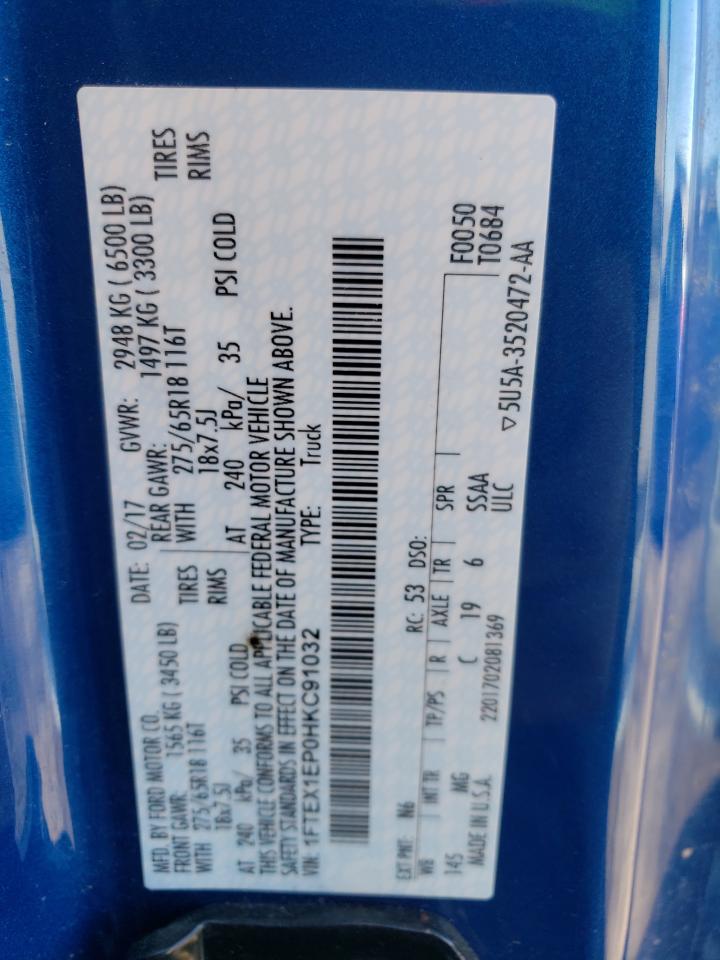 MFD. BY FORD MOTOR CO. DATE: 02/17 GVWR: 2948 KG ( 6500 LB)
FRONT GAWR: 1565 KG ( 3450 LB) REAR GAWR: 1497 KG ( 3300 LB)
WITH 275/65R18 116T TIRES WITH 275/65R18 116T TIRES
18x7.5J RIMS 18x7.5J RIMS
AT 240 kPa/ 35 PSI COLD AT 240 kPa/ 35 PSI COLD
THIS VEHICLE CONFORMS TO ALL APPLICABLE FEDERAL MOTOR VEHICLE
SAFETY STANDARDS IN EFFECT ON THE DATE OF MANUFACTURE SHOWN ABOVE.
VIN: 1FTEX1EP0HKC91032 TYPE: Truck
EXT PNT: N6 RC: 53 DSO: F0050
WB INT TR TP/PS R AXLE TR SPR T0684
145 MG C 19 6 SSAA
MADE IN U.S.A. 2201702081369 ULC ▽5U5A-3520472-AA